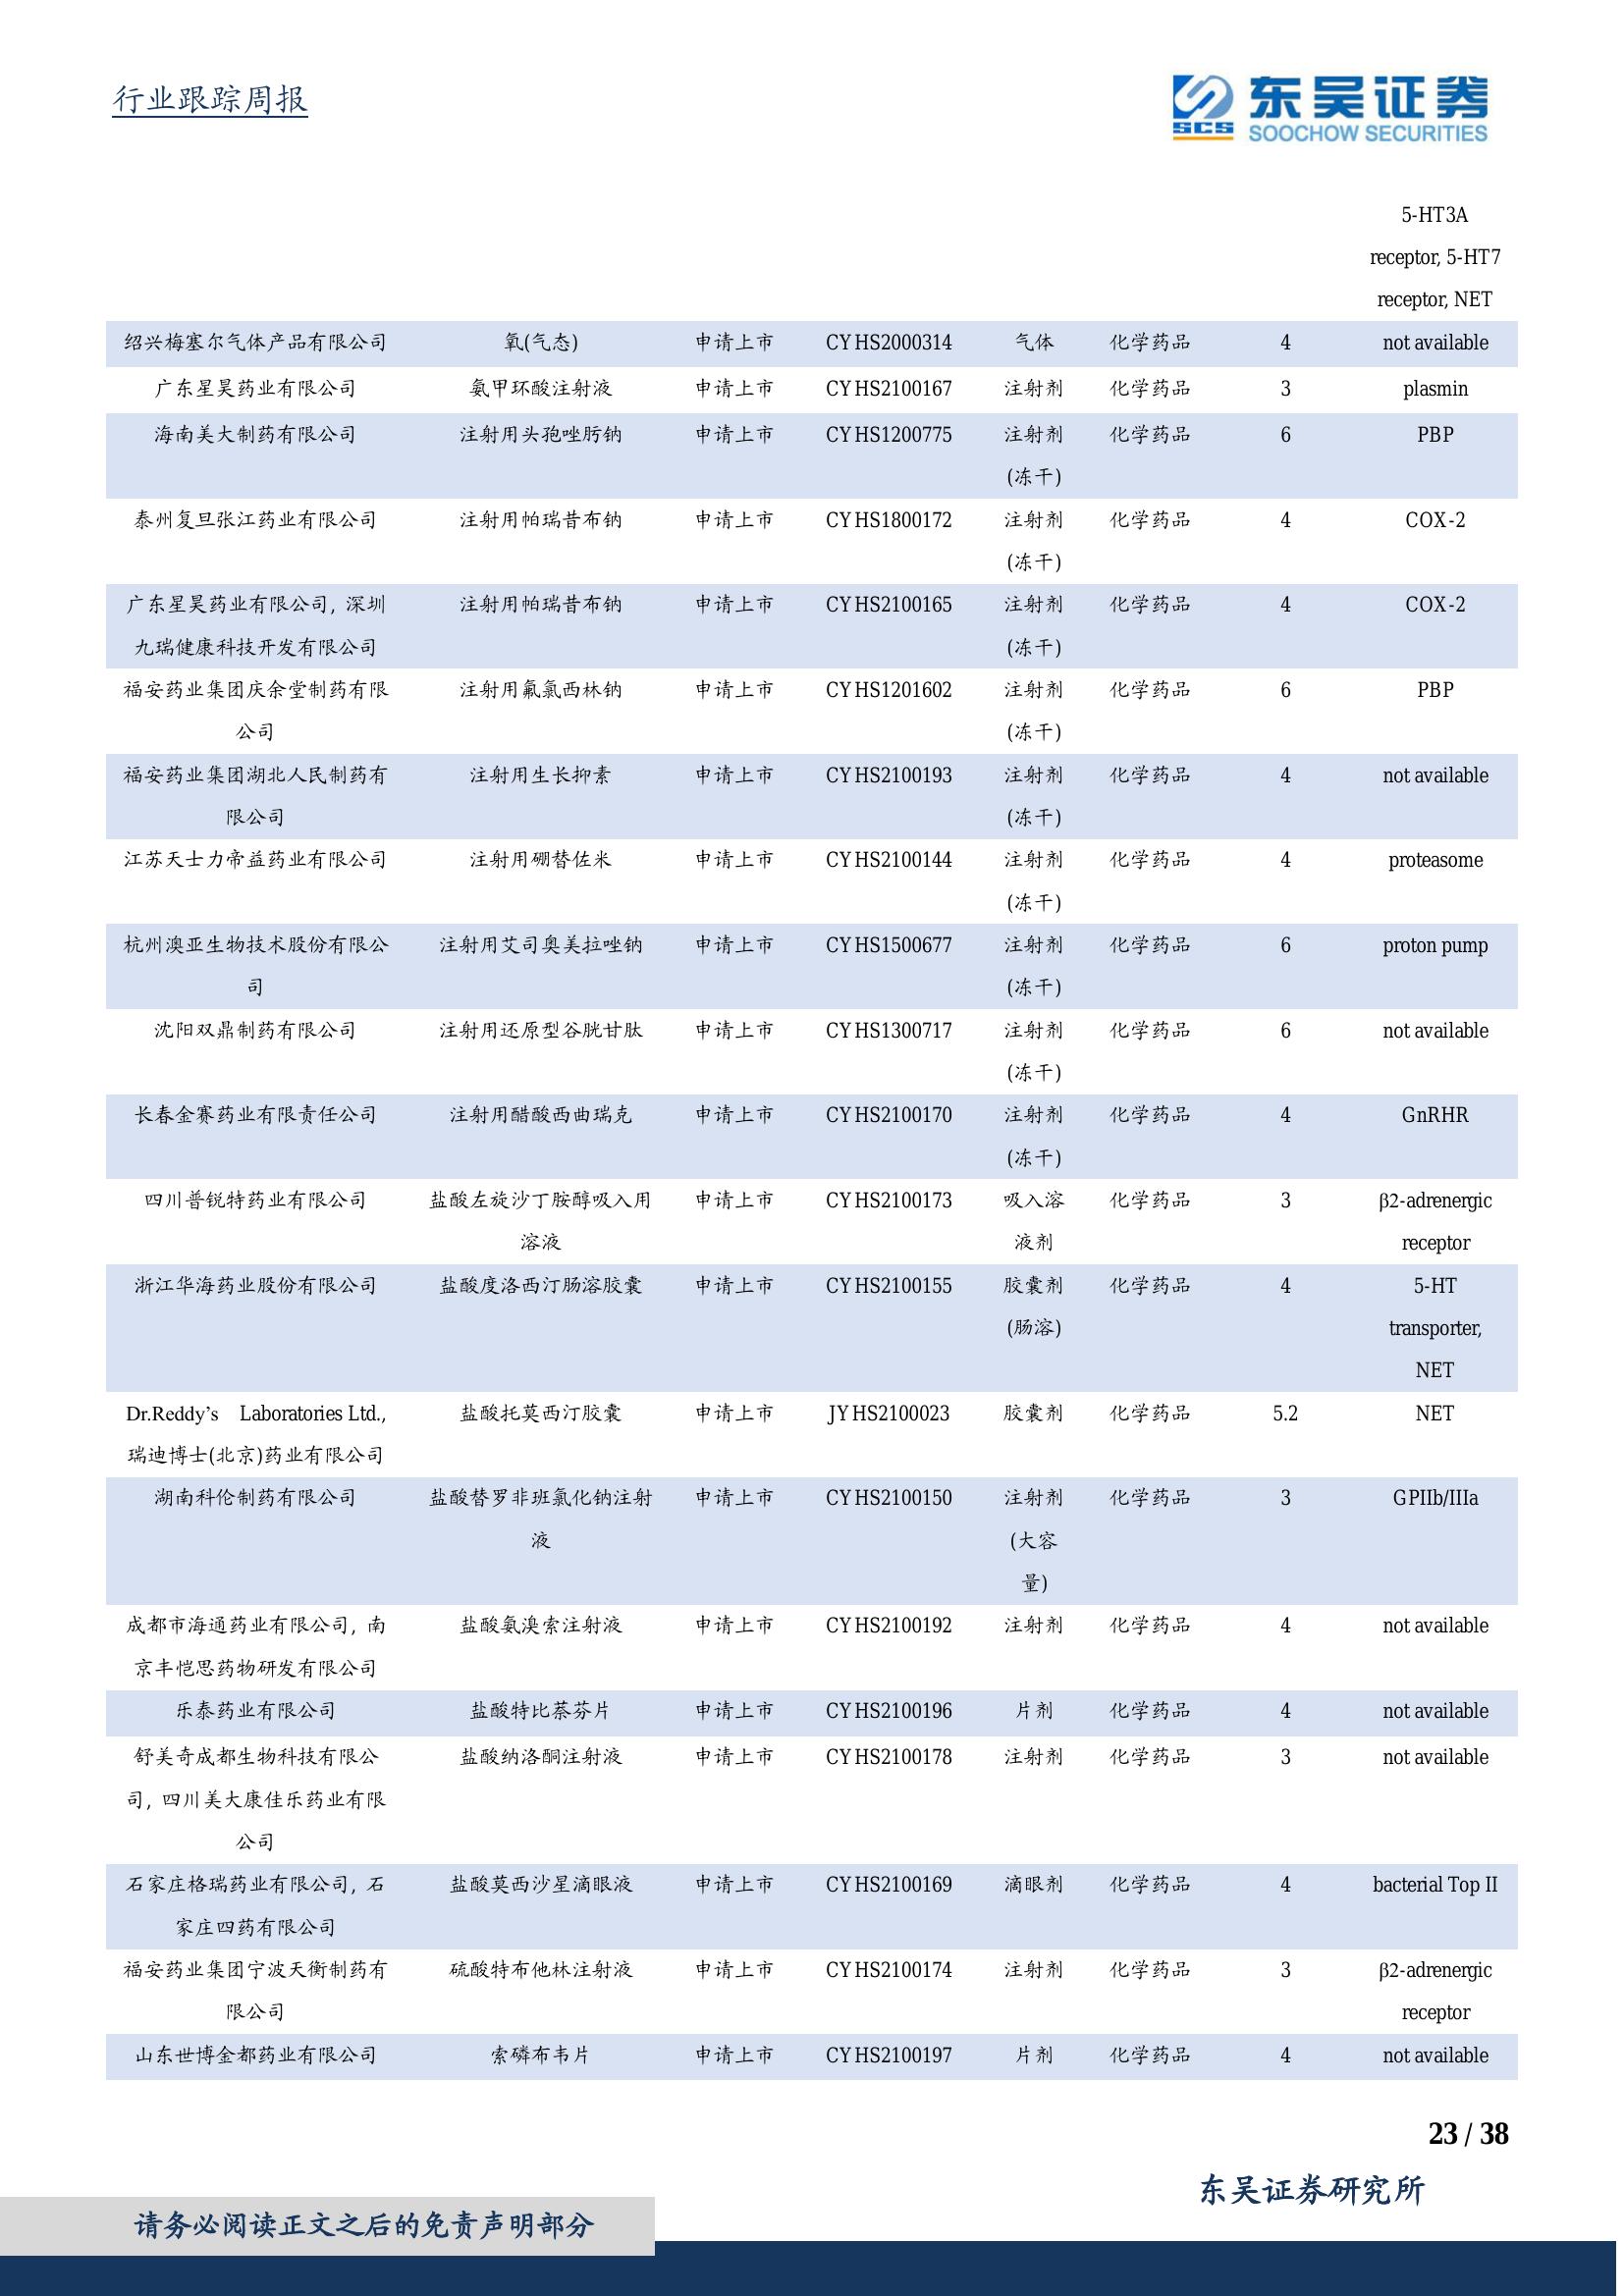 行业跟踪周报
SCS 东吴证券
SOOCHOW SECURITIES
5-HT3A
receptor, 5-HT7
receptor, NET
绍兴梅塞尔气体产品有限公司 氧(气态) 申请上市 CYHS2000314 气体 化学药品 4 not available
广东星昊药业有限公司 氨甲环酸注射液 申请上市 CYHS2100167 注射剂 化学药品 3 plasmin
海南美大制药有限公司 注射用头孢唑肟钠 申请上市 CYHS1200775 注射剂 化学药品 6 PBP
(冻干)
泰州复旦张江药业有限公司 注射用帕瑞昔布钠 申请上市 CYHS1800172 注射剂 化学药品 4 COX-2
(冻干)
广东星昊药业有限公司, 深圳 注射用帕瑞昔布钠 申请上市 CYHS2100165 注射剂 化学药品 4 COX-2
九瑞健康科技开发有限公司 (冻干)
福安药业集团庆余堂制药有限 注射用氟氯西林钠 申请上市 CYHS1201602 注射剂 化学药品 6 PBP
公司 (冻干)
福安药业集团湖北人民制药有 注射用生长抑素 申请上市 CYHS2100193 注射剂 化学药品 4 not available
限公司 (冻干)
江苏天士力帝益药业有限公司 注射用硼替佐米 申请上市 CYHS2100144 注射剂 化学药品 4 proteasome
(冻干)
杭州澳亚生物技术股份有限公 注射用艾司奥美拉唑钠 申请上市 CYHS1500677 注射剂 化学药品 6 proton pump
司 (冻干)
沈阳双鼎制药有限公司 注射用还原型谷胱甘肽 申请上市 CYHS1300717 注射剂 化学药品 6 not available
(冻干)
长春金赛药业有限责任公司 注射用醋酸西曲瑞克 申请上市 CYHS2100170 注射剂 化学药品 4 GnRHR
(冻干)
四川普锐特药业有限公司 盐酸左旋沙丁胺醇吸入用 申请上市 CYHS2100173 吸入溶 化学药品 3 β2-adrenergic
溶液 液剂 receptor
浙江华海药业股份有限公司 盐酸度洛西汀肠溶胶囊 申请上市 CYHS2100155 胶囊剂 化学药品 4 5-HT
(肠溶) transporter,
NET
Dr.Reddy’s Laboratories Ltd., 盐酸托莫西汀胶囊 申请上市 JYHS2100023 胶囊剂 化学药品 5.2 NET
瑞迪博士(北京)药业有限公司
湖南科伦制药有限公司 盐酸替罗非班氯化钠注射 申请上市 CYHS2100150 注射剂 化学药品 3 GPIIb/IIIa
液 (大容
量)
成都市海通药业有限公司, 南 盐酸氨溴索注射液 申请上市 CYHS2100192 注射剂 化学药品 4 not available
京丰恺思药物研发有限公司
乐泰药业有限公司 盐酸特比萘芬片 申请上市 CYHS2100196 片剂 化学药品 4 not available
舒美奇成都生物科技有限公 盐酸纳洛酮注射液 申请上市 CYHS2100178 注射剂 化学药品 3 not available
司, 四川美大康佳乐药业有限
公司
石家庄格瑞药业有限公司, 石 盐酸莫西沙星滴眼液 申请上市 CYHS2100169 滴眼剂 化学药品 4 bacterial Top II
家庄四药有限公司
福安药业集团宁波天衡制药有 硫酸特布他林注射液 申请上市 CYHS2100174 注射剂 化学药品 3 β2-adrenergic
限公司 receptor
山东世博金都药业有限公司 索磷布韦片 申请上市 CYHS2100197 片剂 化学药品 4 not available
23 / 38
东吴证券研究所
请务必阅读正文之后的免责声明部分